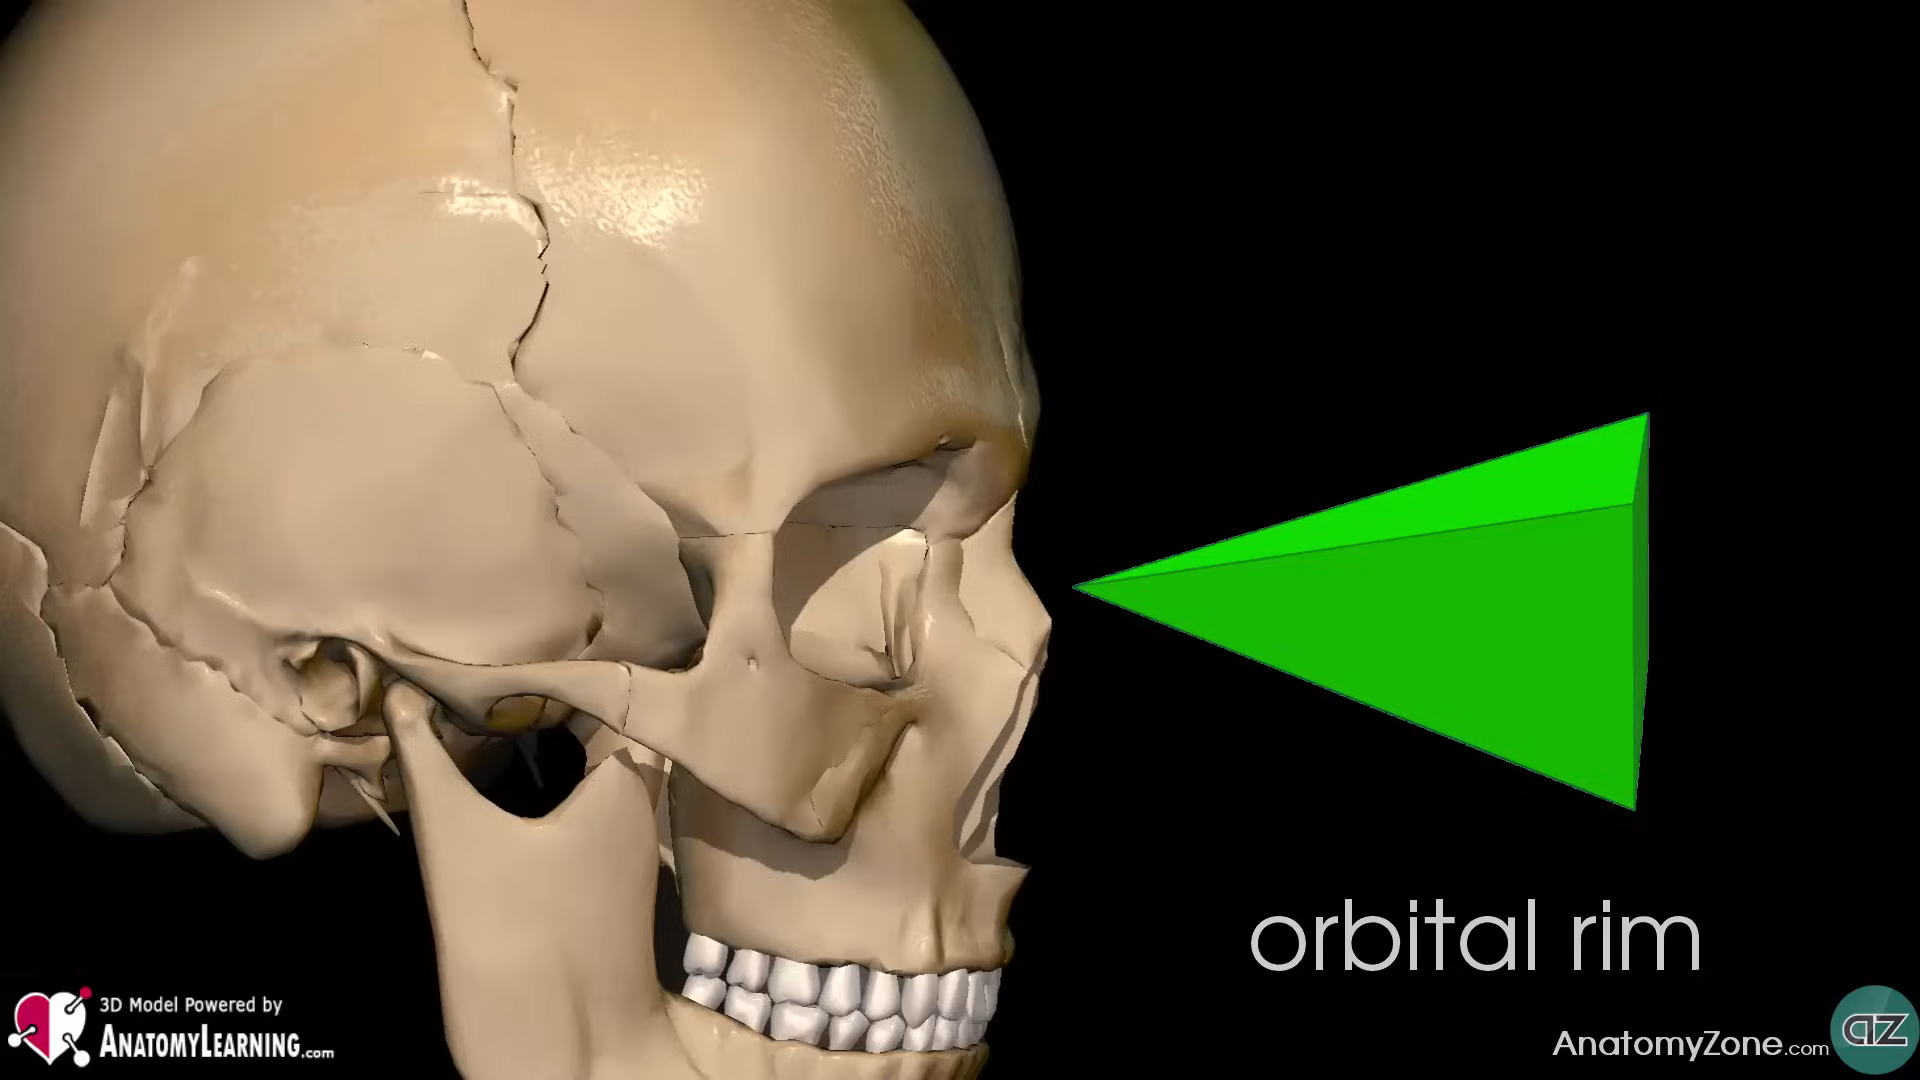 orbital rim
3D Model Powered by
ANATOMYLEARNING.com
AnatomyZone.com
AZ